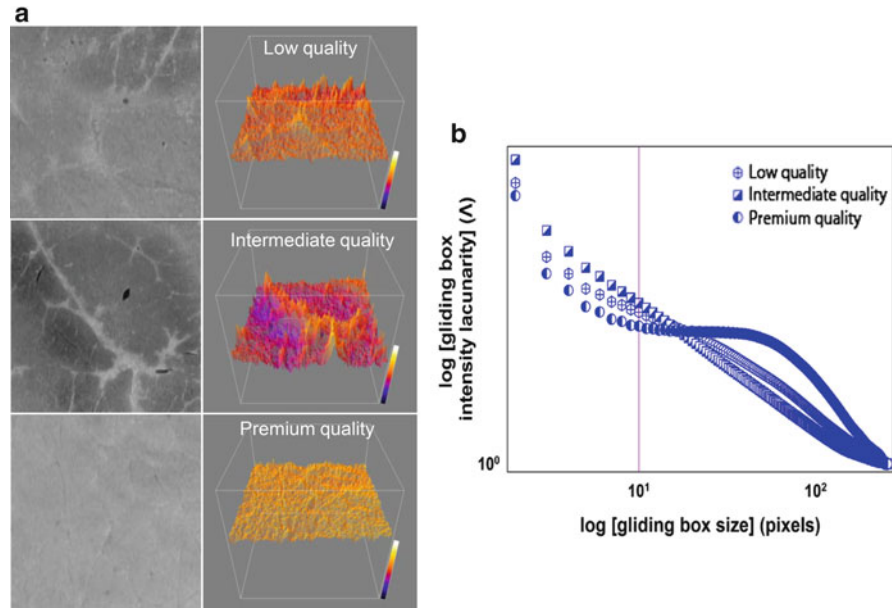 a
Low quality
Intermediate quality
Premium quality
b
Low quality
Intermediate quality
Premium quality
log [gliding box
intensity lacunarity] (Λ)
10⁰
10¹
10²
log [gliding box size] (pixels)